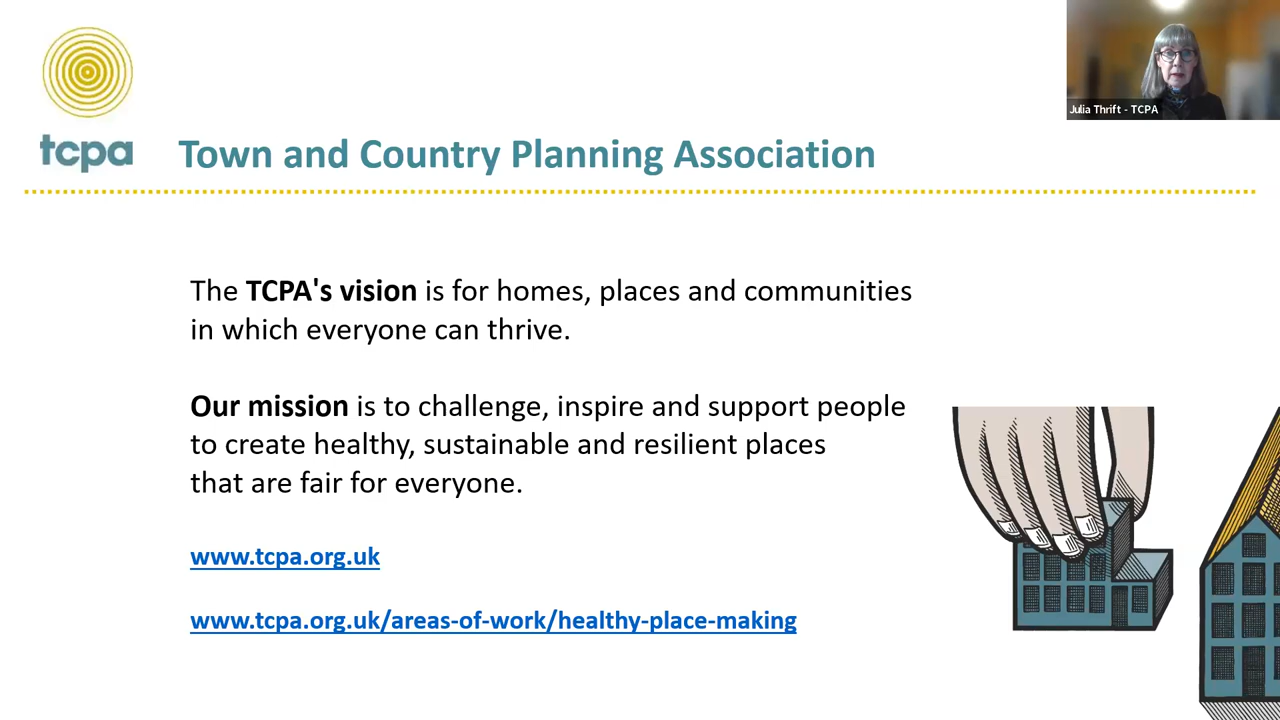 Julia Thrift - TCPA
tcpa
Town and Country Planning Association
The TCPA's vision is for homes, places and communities
in which everyone can thrive.
Our mission is to challenge, inspire and support people
to create healthy, sustainable and resilient places
that are fair for everyone.
www.tcpa.org.uk
www.tcpa.org.uk/areas-of-work/healthy-place-making